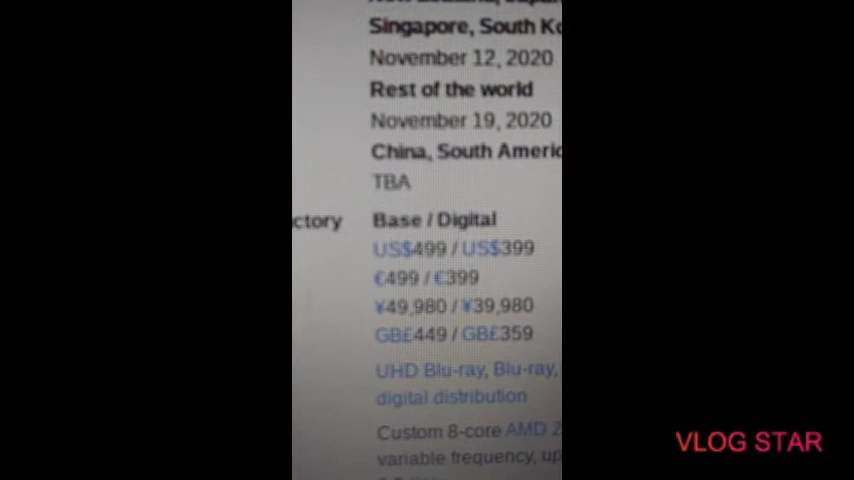 Singapore, South Ko
November 12, 2020
Rest of the world
November 19, 2020
China, South Americ
TBA
ctory
Base / Digital
US$499 / US$399
€499 / €399
¥49,980 / ¥39,980
GB£449 / GB£359
UHD Blu-ray, Blu-ray,
digital distribution
Custom 8-core AMD Z
variable frequency, up
VLOG STAR